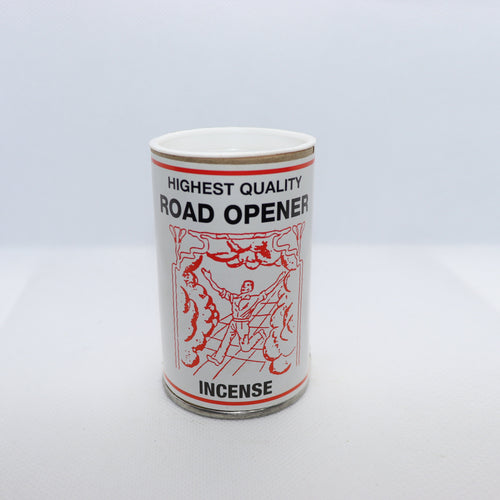 HIGHEST QUALITY
ROAD OPENER
INCENSE